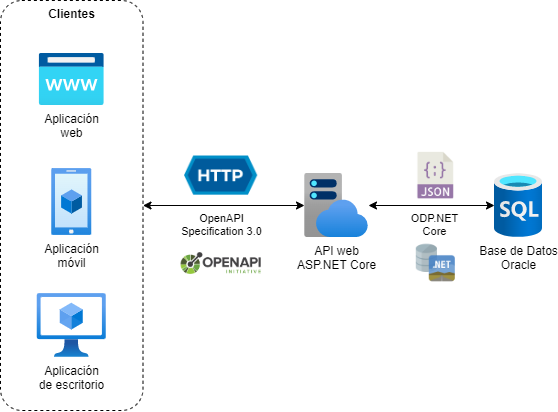 Clientes
WWW
Aplicación
web
Aplicación
móvil
Aplicación
de escritorio
HTTP
OpenAPI
Specification 3.0
OPENAPI
INITIATIVE
API web
ASP.NET Core
{;}
JSON
ODP.NET
Core
.NET
SQL
Base de Datos
Oracle